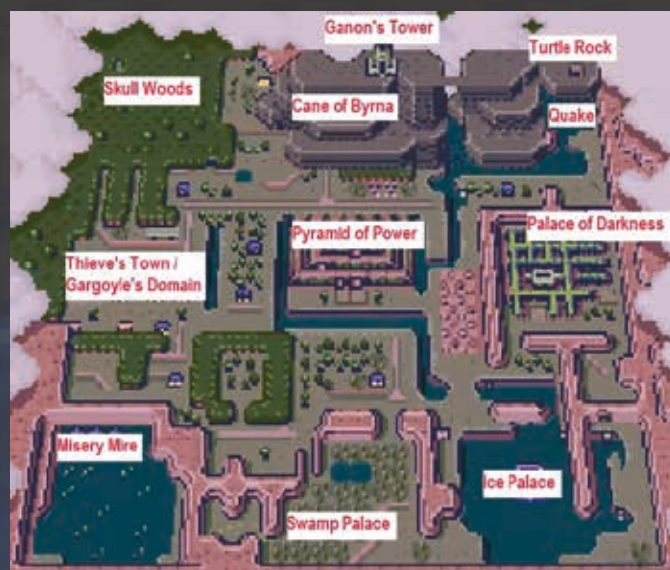 Ganon's Tower
Turtle Rock
Skull Woods
Cane of Byrna
Quake
Palace of Darkness
Pyramid of Power
Thieve's Town /
Gargoyle's Domain
Misery Mire
Ice Palace
Swamp Palace